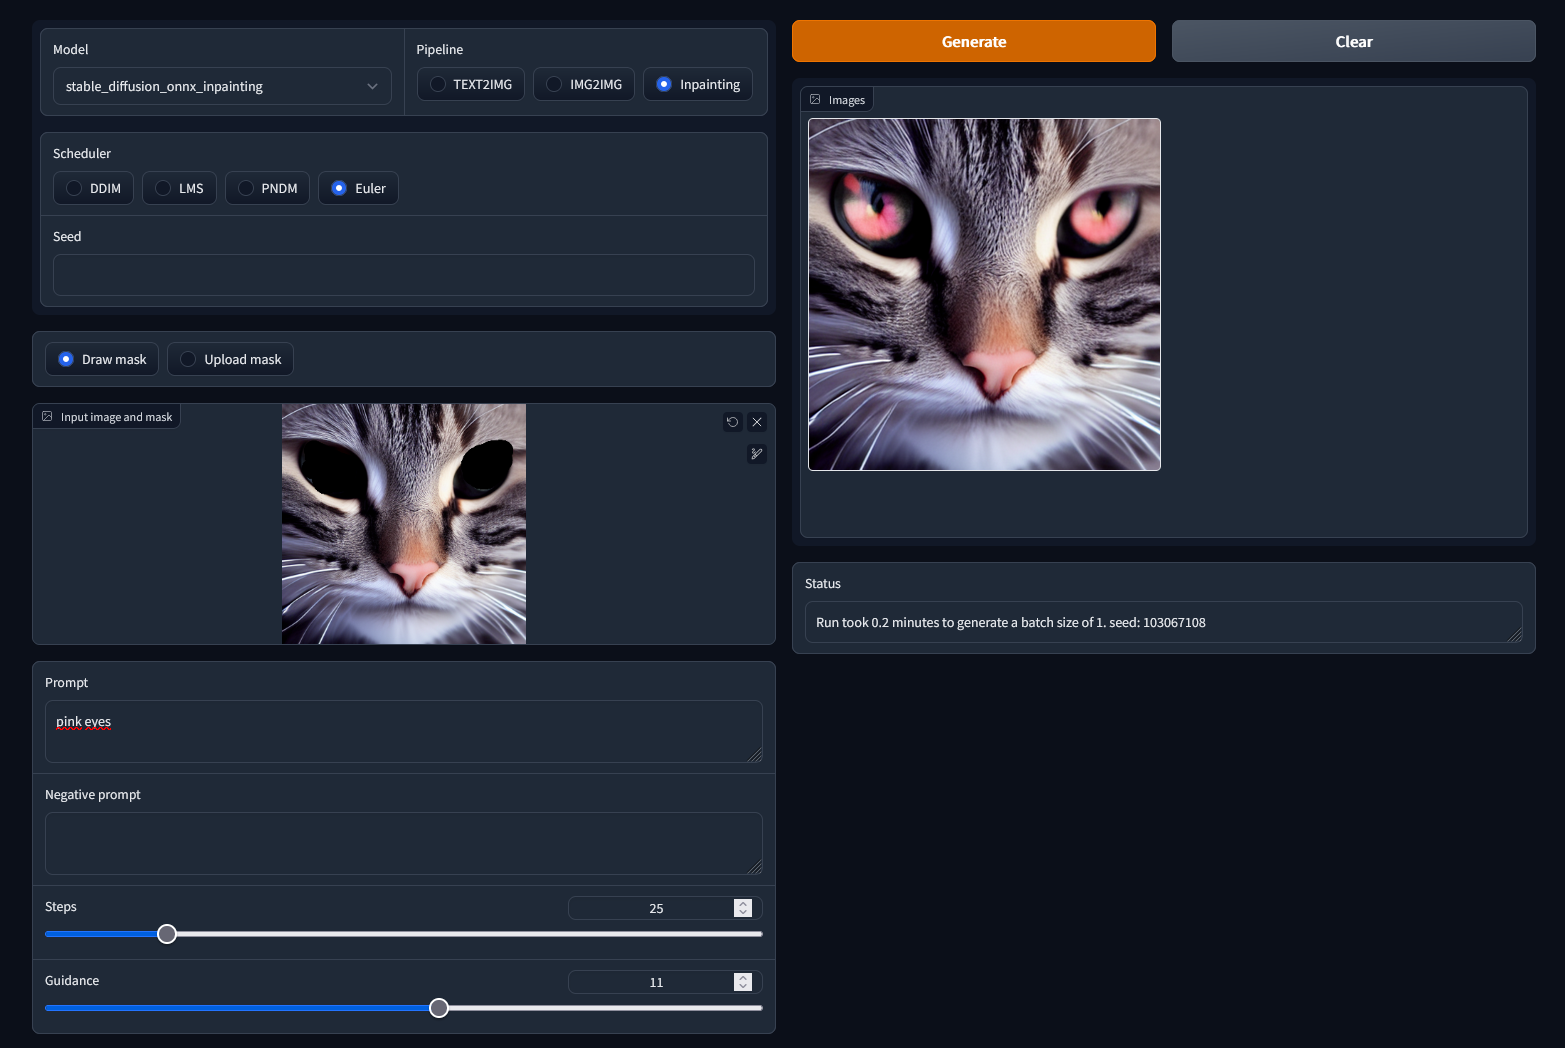 Model
stable_diffusion_onnx_inpainting
Pipeline
TEXT2IMG
IMG2IMG
Inpainting
Scheduler
DDIM
LMS
PNDM
Euler
Seed
Draw mask
Upload mask
Input image and mask
Prompt
pink eyes
Negative prompt
Steps
25
Guidance
11
Generate
Clear
Images
Status
Run took 0.2 minutes to generate a batch size of 1. seed: 103067108